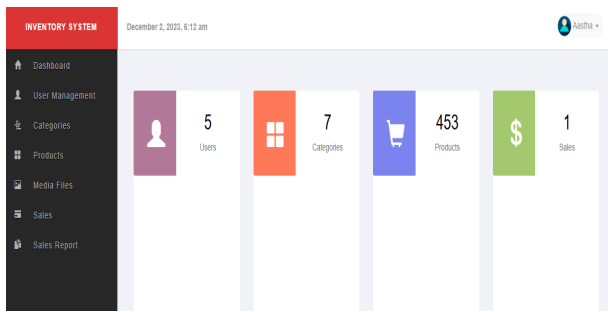 INVENTORY SYSTEM
December 2, 2023, 6:12 am
Aastha
Dashboard
User Management
Categories
Products
Media Files
Sales
Sales Report
5
Users
7
Categories
453
Products
$
1
Sales